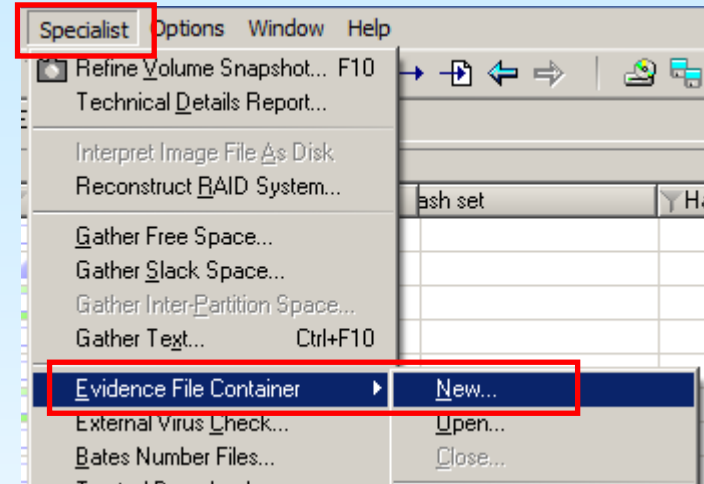 Specialist Options Window Help
Refine Volume Snapshot... F10
Technical Details Report...
Interpret Image File As Disk
Reconstruct RAID System...
ash set
Ha
Gather Free Space...
Gather Slack Space...
Gather Inter-Partition Space...
Gather Text... Ctrl+F10
Evidence File Container New...
External Virus Check... Open...
Bates Number Files... Close...